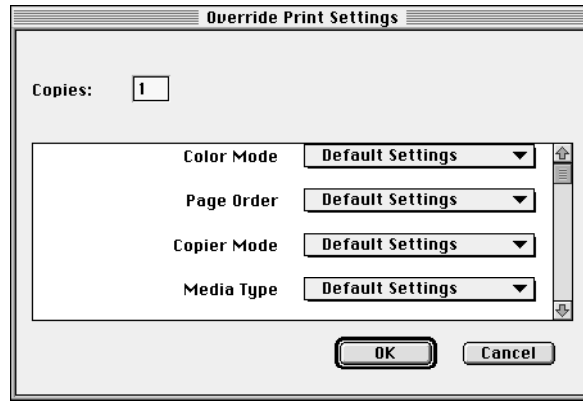 Override Print Settings
Copies: 1
Color Mode Default Settings
Page Order Default Settings
Copier Mode Default Settings
Media Type Default Settings
OK Cancel